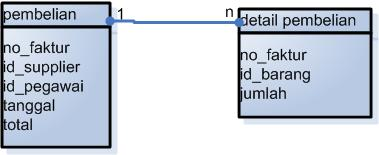 pembelian
1
n
detail pembelian
no_faktur
id_supplier
id_pegawai
tanggal
total
no_faktur
id_barang
jumlah